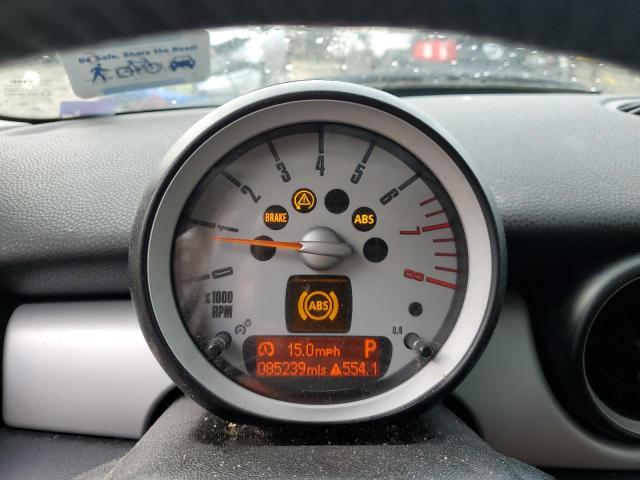 Be Safe, Share the Road!
0 1 2 3 4 5 6 7 8
BRAKE
ABS
x1000
RPM
ABS
15.0mph P
085239mls 554.1